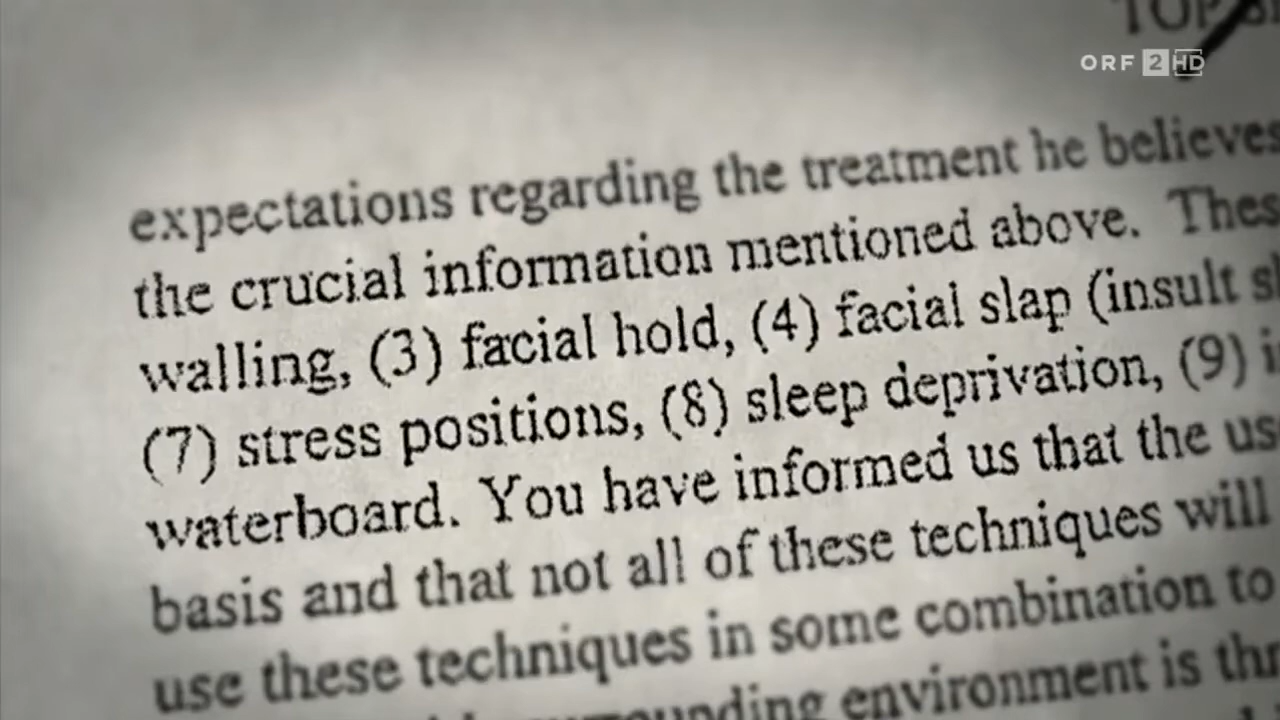 TOP
ORF 2 HD
expectations regarding the treatment he believes
the crucial information mentioned above. Thes
walling, (3) facial hold, (4) facial slap (insult sl
(7) stress positions, (8) sleep deprivation, (9) i
waterboard. You have informed us that the us
basis and that not all of these techniques will
use these techniques in some combination to
surrounding environment is thr